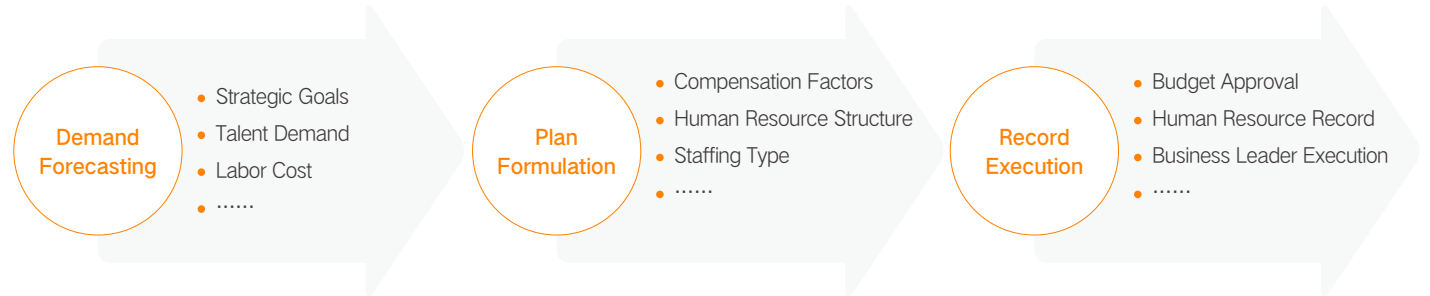 Demand
Forecasting
• Strategic Goals
• Talent Demand
• Labor Cost
• ……
Plan
Formulation
• Compensation Factors
• Human Resource Structure
• Staffing Type
• ……
Record
Execution
• Budget Approval
• Human Resource Record
• Business Leader Execution
• ……